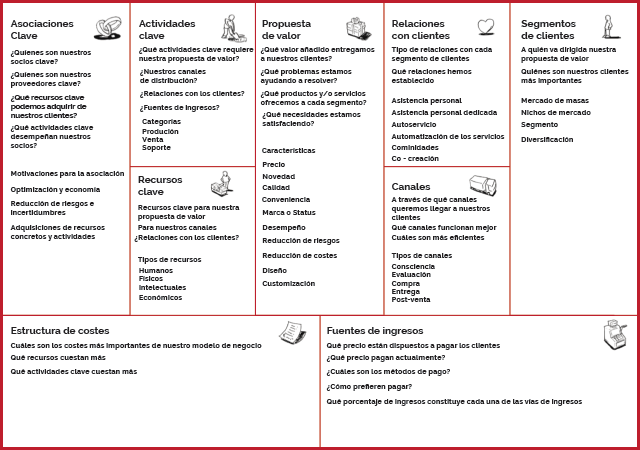 Asociaciones
Clave
¿Quienes son nuestros
socios clave?
¿Quienes son nuestros
proveedores clave?
¿Qué recursos clave
podemos adquirir de
nuestros clientes?
¿Qué actividades clave
desempeñan nuestros
socios?
Motivaciones para la asociación
Optimización y economía
Reducción de riesgos e
incertidumbres
Adquisiciones de recursos
concretos y actividades
Actividades
clave
¿Qué actividades clave requiere
nuestra propuesta de valor?
¿Nuestros canales
de distribución?
¿Relaciones con los clientes?
¿Fuentes de ingresos?
Categorías
Produción
Venta
Soporte
Recursos
clave
Recursos clave para nuestra
propuesta de valor
Para nuestros canales
¿Relaciones con los clientes?
Tipos de recursos
Humanos
Físicos
Intelectuales
Económicos
Propuesta
de valor
¿Qué valor añadido entregamos
a nuestros clientes?
¿Qué problemas estamos
ayudando a resolver?
¿Qué productos y/o servicios
ofrecemos a cada segmento?
¿Qué necesidades estamos
satisfaciendo?
Características
Precio
Novedad
Calidad
Conveniencia
Marca o Status
Desempeño
Reducción de riesgos
Reducción de costes
Diseño
Customización
Relaciones
con clientes
Tipo de relaciones con cada
segmento de clientes
Qué relaciones hemos
establecido
Asistencia personal
Asistencia personal dedicada
Autoservicio
Automatización de los servicios
Cominidades
Co - creación
Canales
A través de qué canales
queremos llegar a nuestros
clientes
Qué canales funcionan mejor
Cuáles son más eficientes
Tipos de canales
Consciencia
Evaluación
Compra
Entrega
Post-venta
Segmentos
de clientes
A quién va dirigida nuestra
propuesta de valor
Quiénes son nuestros clientes
más importantes
Mercado de masas
Nichos de mercado
Segmento
Diversificación
Estructura de costes
Cuáles son los costes más importantes de nuestro modelo de negocio
Qué recursos cuestan más
Qué actividades clave cuestan más
Fuentes de ingresos
Qué precio están dispuestos a pagar los clientes
¿Qué precio pagan actualmente?
¿Cuáles son los métodos de pago?
¿Cómo prefieren pagar?
Qué porcentaje de ingresos constituye cada una de las vías de ingresos